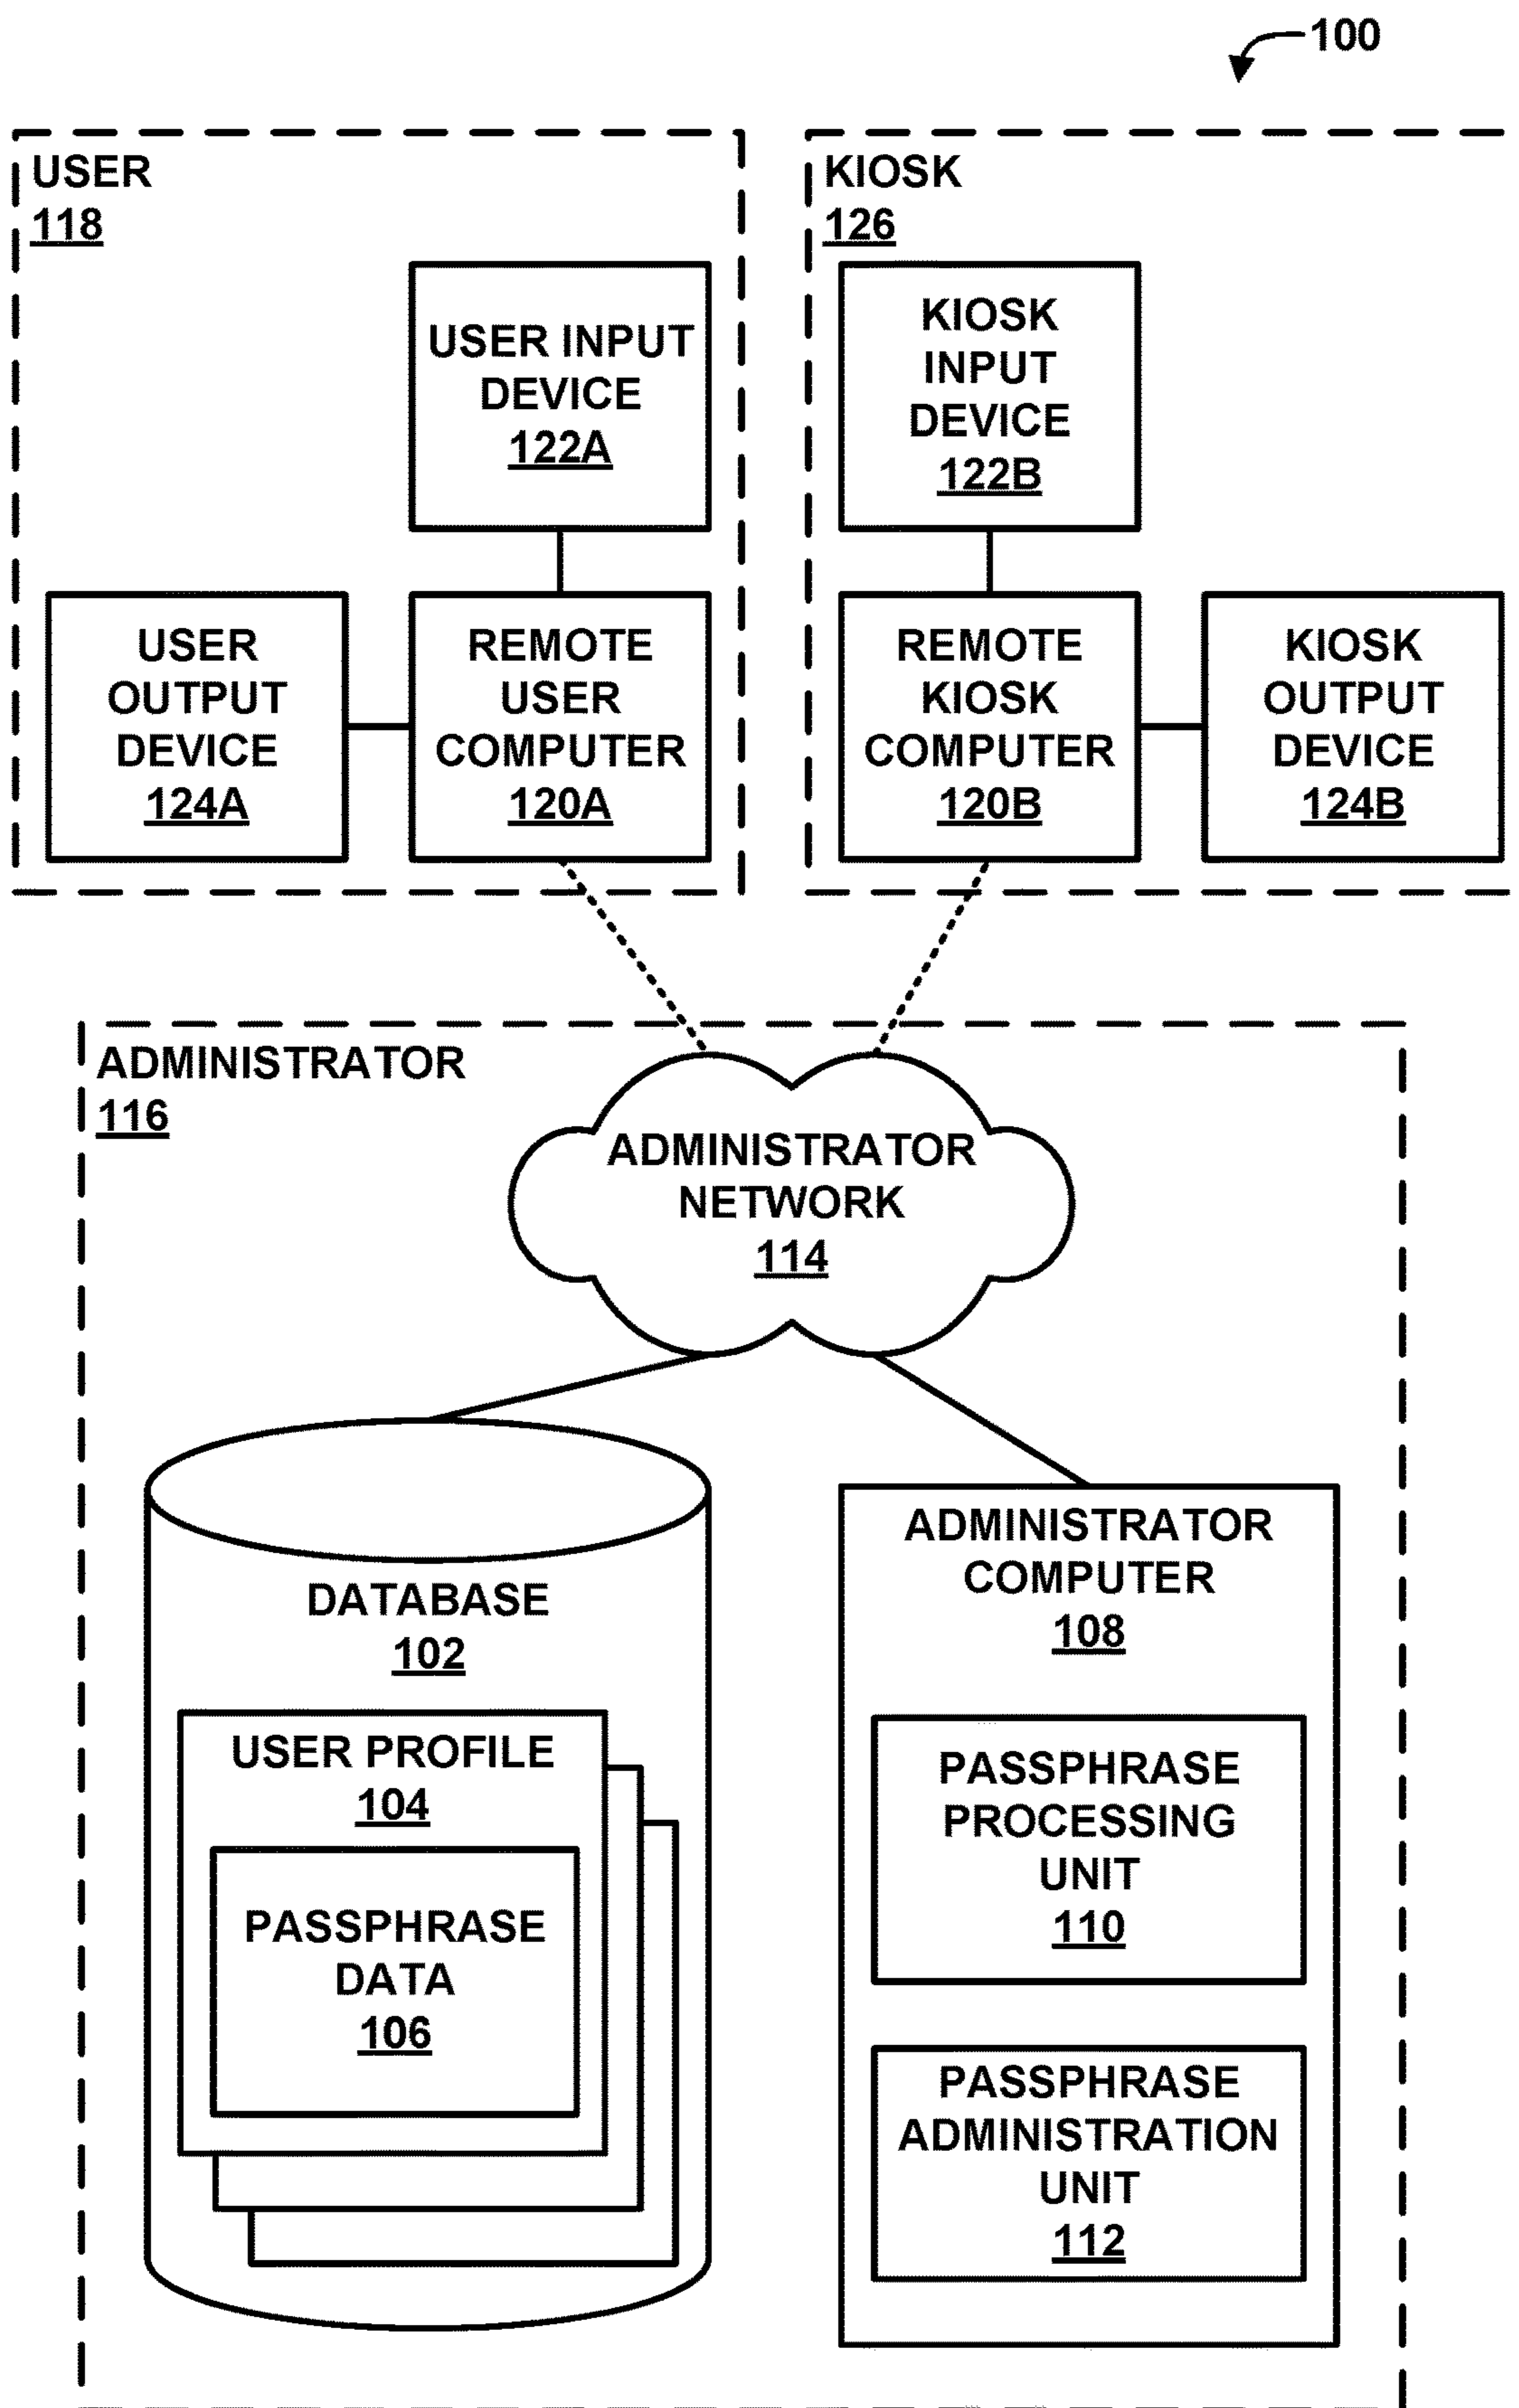 100
USER
118
USER INPUT
DEVICE
122A
USER
OUTPUT
DEVICE
124A
REMOTE
USER
COMPUTER
120A
KIOSK
126
KIOSK
INPUT
DEVICE
122B
REMOTE
KIOSK
COMPUTER
120B
KIOSK
OUTPUT
DEVICE
124B
ADMINISTRATOR
116
ADMINISTRATOR
NETWORK
114
DATABASE
102
USER PROFILE
104
PASSPHRASE
DATA
106
ADMINISTRATOR
COMPUTER
108
PASSPHRASE
PROCESSING
UNIT
110
PASSPHRASE
ADMINISTRATION
UNIT
112